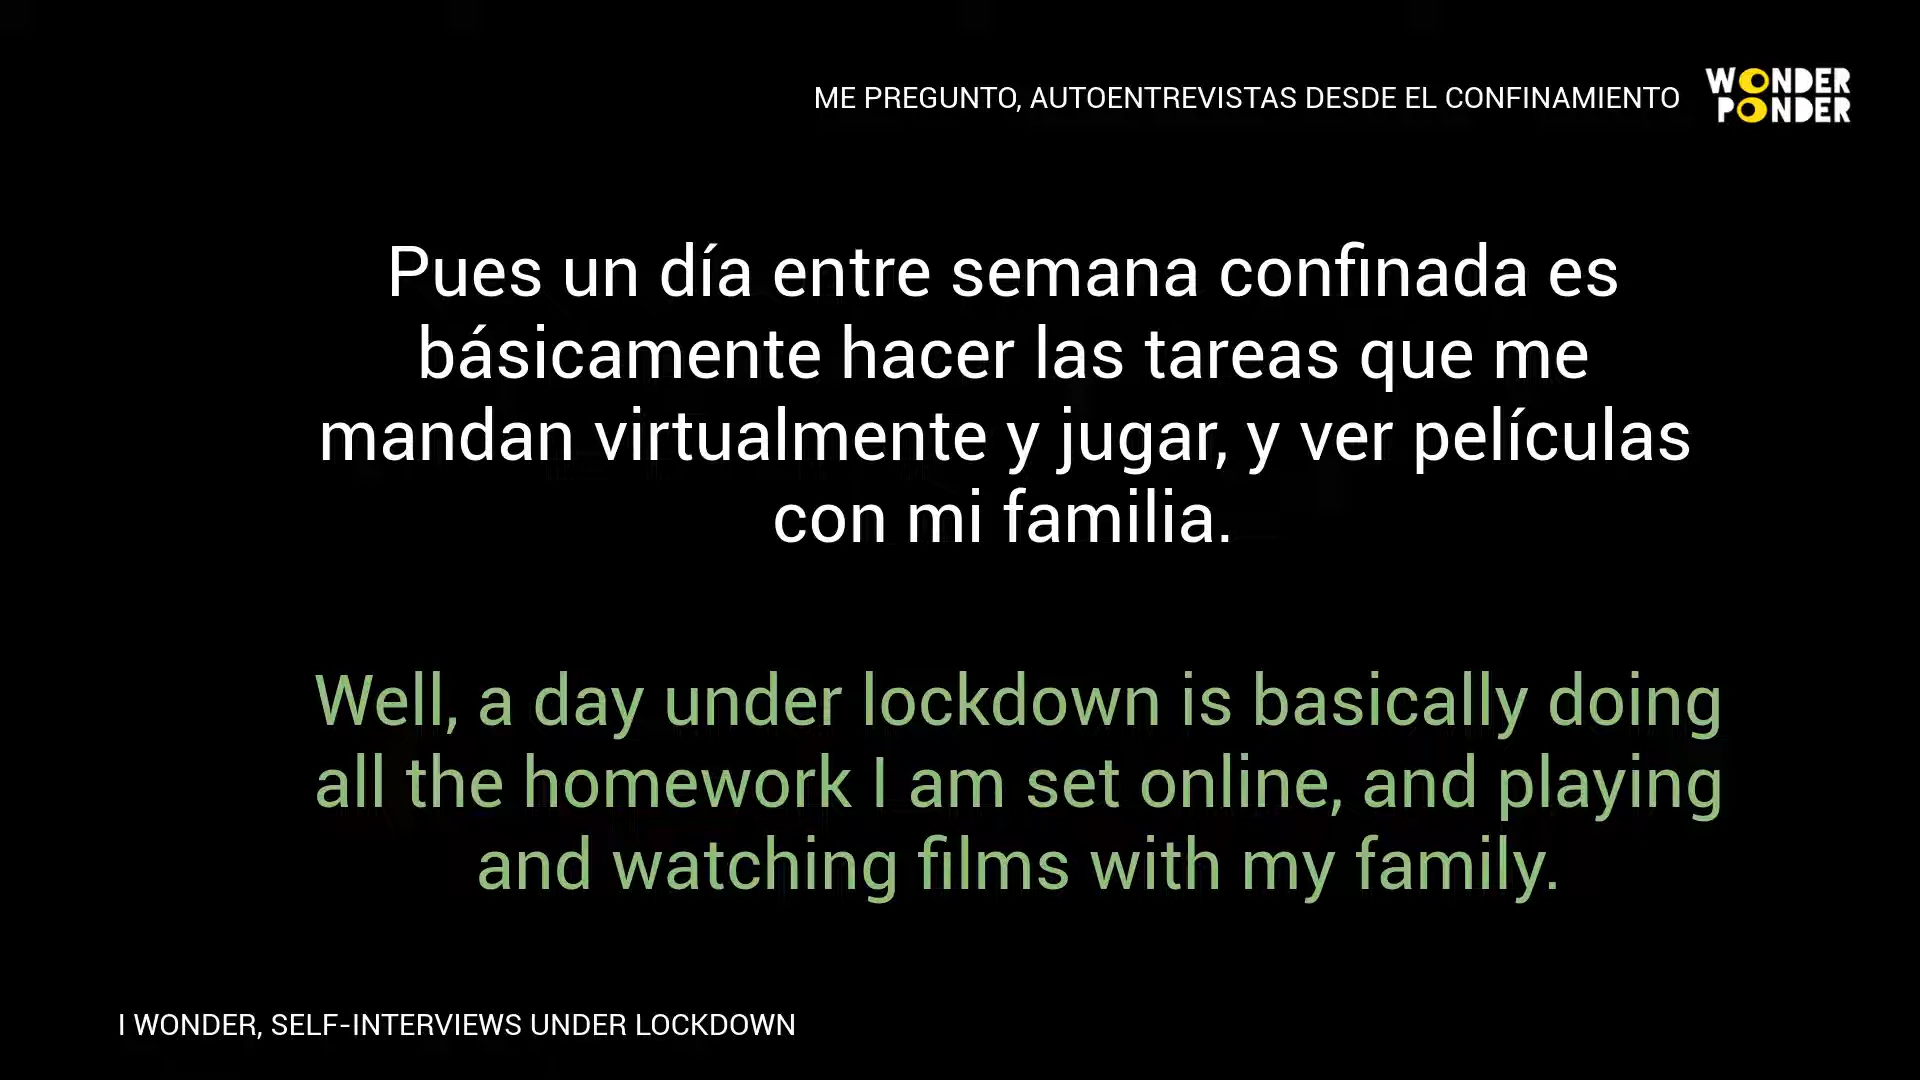 ME PREGUNTO, AUTOENTREVISTAS DESDE EL CONFINAMIENTO
WONDER
PONDER
Pues un día entre semana confinada es
básicamente hacer las tareas que me
mandan virtualmente y jugar, y ver películas
con mi familia.
Well, a day under lockdown is basically doing
all the homework I am set online, and playing
and watching films with my family.
I WONDER, SELF-INTERVIEWS UNDER LOCKDOWN